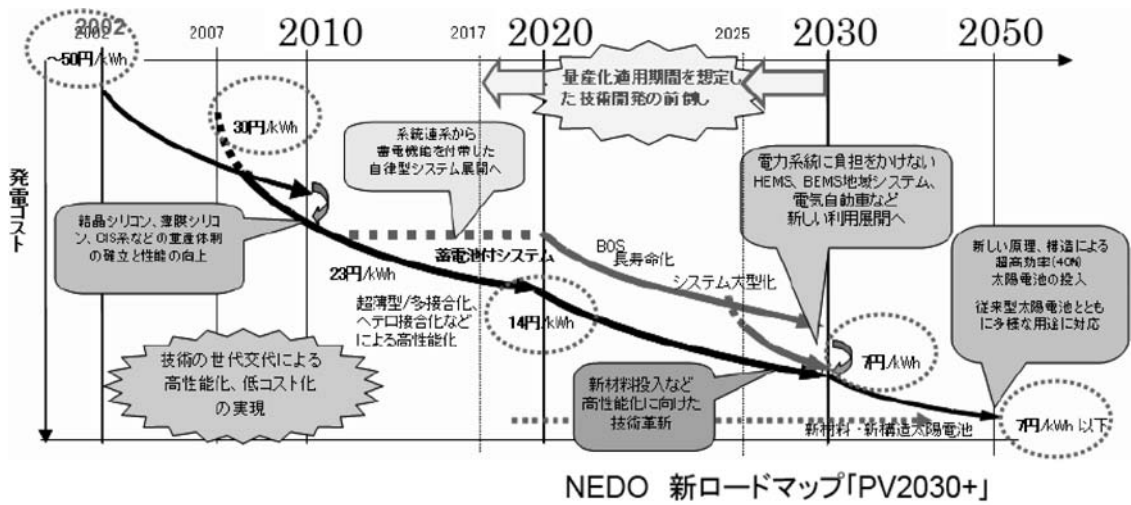 2002
2002
2007
2010
2017
2020
2025
2030
2050
~50円/kWh
30円/kWh
量産化適用期間を想定し
た技術開発の前倒し
系統連系から
蓄電機能を付帯した
自律型システム展開へ
電力系統に負担をかけない
HEMS、BEMS地域システム、
電気自動車など
新しい利用展開へ
発電コスト
結晶シリコン、薄膜シリコ
ン、CIS系などの量産体制
の確立と性能の向上
蓄電池付システム
BOS
長寿命化
システム大型化
新しい原理、構造による
超高効率(40%)
太陽電池の投入
従来型太陽電池ととも
に多様な用途に対応
23円/kWh
超薄型/多接合化、
ヘテロ接合化など
による高性能化
14円/kWh
7円/kWh
技術の世代交代による
高性能化、低コスト化
の実現
新材料投入など
高性能化に向けた
技術革新
新材料・新構造太陽電池
7円/kWh以下
NEDO 新ロードマップ「PV2030+」